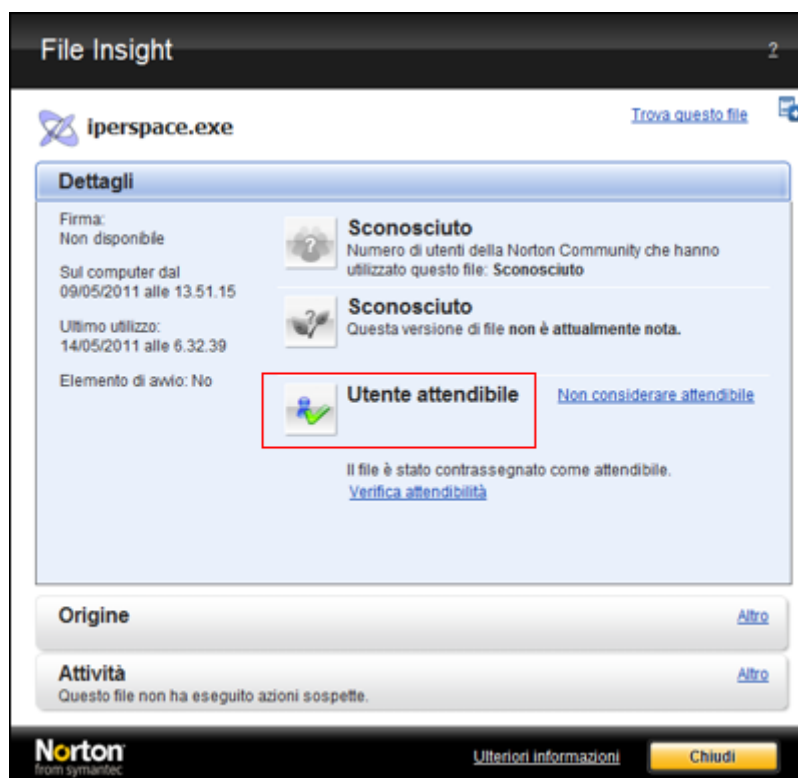 File Insight
?
iperspace.exe
Trova questo file
Dettagli
Firma:
Non disponibile
Sul computer dal
09/05/2011 alle 13.51.15
Ultimo utilizzo:
14/05/2011 alle 6.32.39
Elemento di avvio: No
Sconosciuto
Numero di utenti della Norton Community che hanno
utilizzato questo file: Sconosciuto
Sconosciuto
Questa versione di file non è attualmente nota.
Utente attendibile
Non considerare attendibile
Il file è stato contrassegnato come attendibile.
Verifica attendibilità
Origine
Altro
Attività
Altro
Questo file non ha eseguito azioni sospette.
Norton
from symantec
Ulteriori informazioni
Chiudi